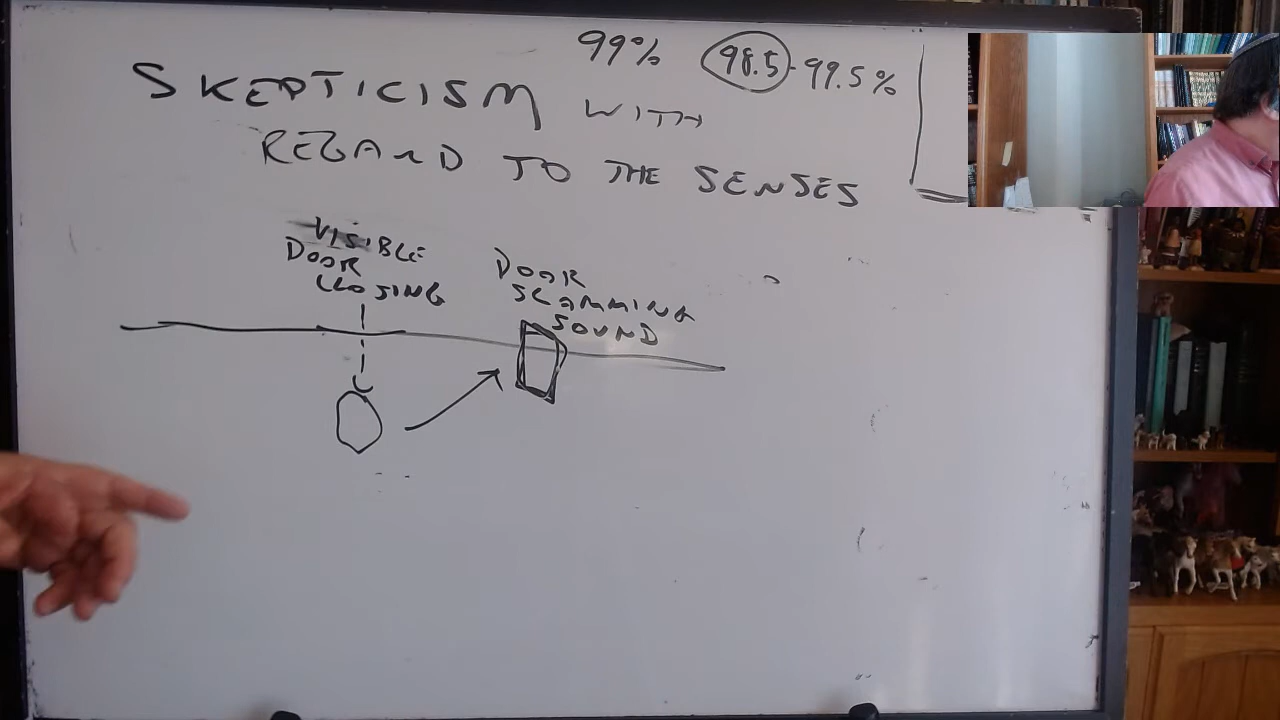 99% 98.5-99.5%
SKEPTICISM WITH
REGARD TO THE SENSES
VISIBLE
DOOR
CLOSING
DOOR
SLAMMING
SOUND